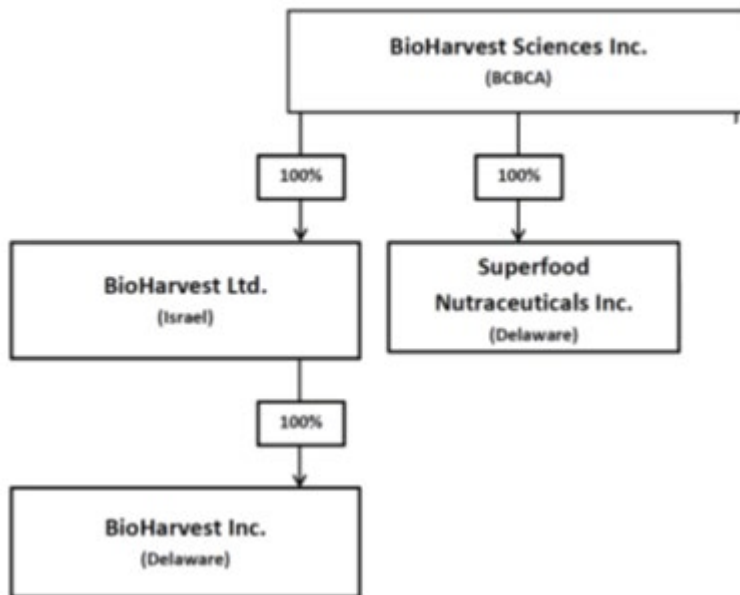 BioHarvest Sciences Inc.
(BCBCA)
100%
100%
BioHarvest Ltd.
(Israel)
Superfood
Nutraceuticals Inc.
(Delaware)
100%
BioHarvest Inc.
(Delaware)